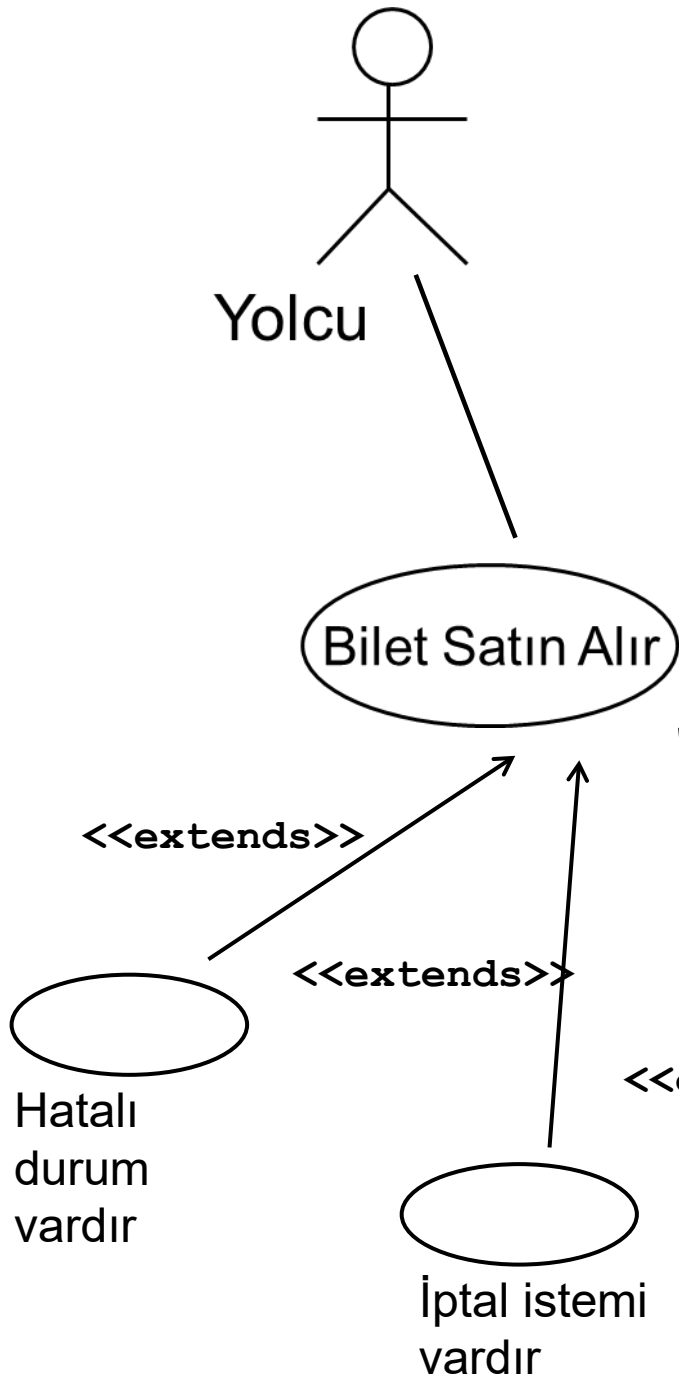 Yolcu
Bilet Satın Alır
<<extends>>
<<extends>>
Hatalı
durum
vardır
İptal istemi
vardır